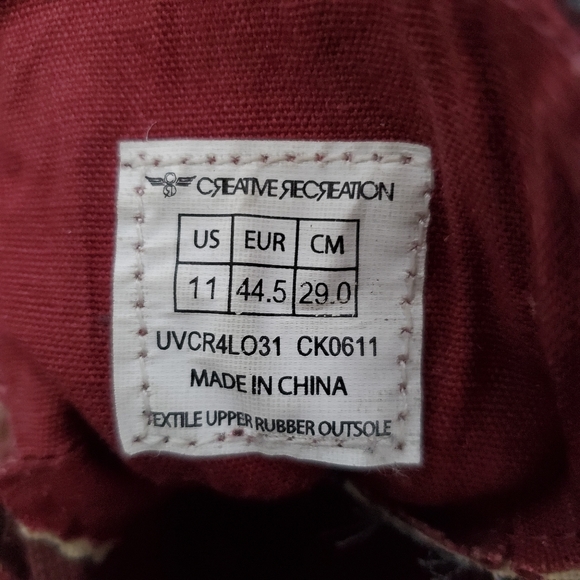 CREATIVE RECREATION
US EUR CM
11 44.5 29.0
UVCR4LO31 CK0611
MADE IN CHINA
TEXTILE UPPER RUBBER OUTSOLE